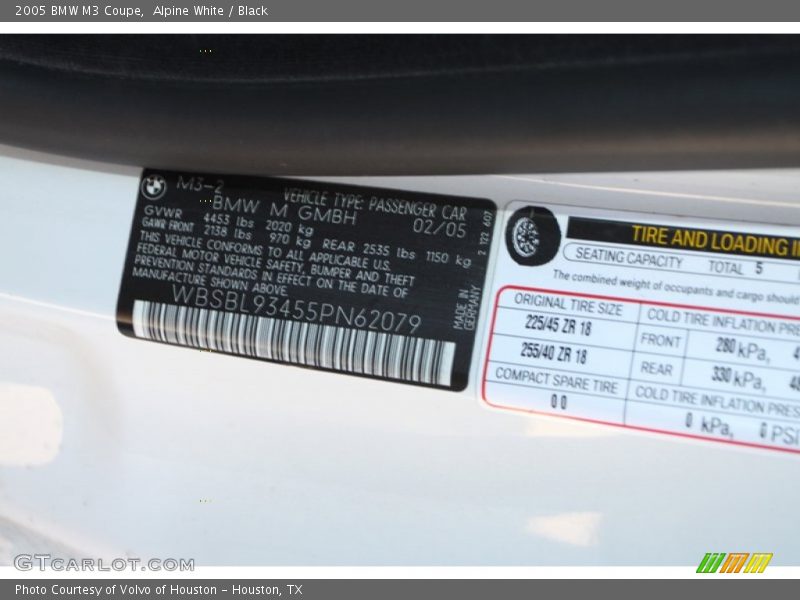 2005 BMW M3 Coupe,  Alpine White / Black
M3-2
VEHICLE TYPE: PASSENGER CAR
BMW M GMBH 02/05
GVWR 4453 lbs 2020 kg
GAWR FRONT 2138 lbs 970 kg REAR 2535 lbs 1150 kg
THIS VEHICLE CONFORMS TO ALL APPLICABLE U.S.
FEDERAL MOTOR VEHICLE SAFETY, BUMPER AND THEFT
PREVENTION STANDARDS IN EFFECT ON THE DATE OF
MANUFACTURE SHOWN ABOVE
WBSBL93455PN62079
MADE IN
GERMANY
2 122 607
TIRE AND LOADING
SEATING CAPACITY TOTAL 5
The combined weight of occupants and cargo should
ORIGINAL TIRE SIZE COLD TIRE INFLATION PRE
225/45 ZR 18 FRONT 280 kPa, 4
255/40 ZR 18 REAR 330 kPa, 48
COMPACT SPARE TIRE COLD TIRE INFLATION PRES
0 0 0 kPa, 0 PSI
GTCARLOT.COM
Photo Courtesy of Volvo of Houston – Houston, TX